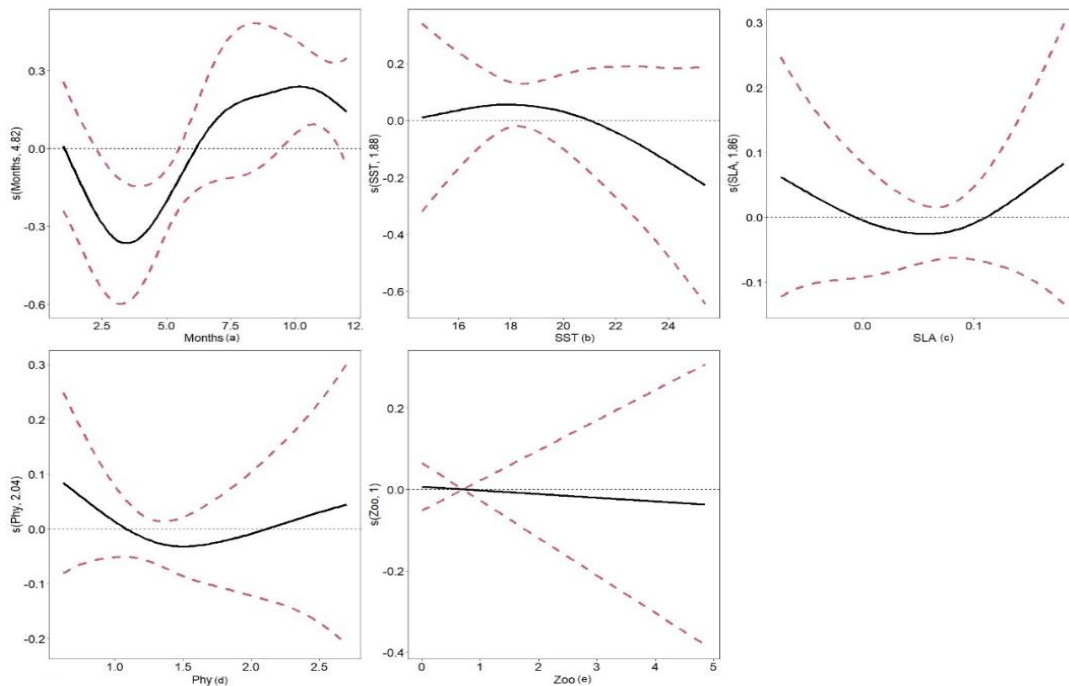 s(Months, 4.82)
0.3
0.0
-0.3
-0.6
2.5 5.0 7.5 10.0 12.
Months (a)
s(SST, 1.88)
0.2
0.0
-0.2
-0.4
-0.6
16 18 20 22 24
SST (b)
s(SLA, 1.86)
0.3
0.2
0.1
0.0
-0.1
0.0 0.1
SLA (c)
s(Phy, 2.04)
0.3
0.2
0.1
0.0
-0.1
-0.2
1.0 1.5 2.0 2.5
Phy (d)
s(Zoo, 1)
0.2
0.0
-0.2
-0.4
0 1 2 3 4 5
Zoo (e)